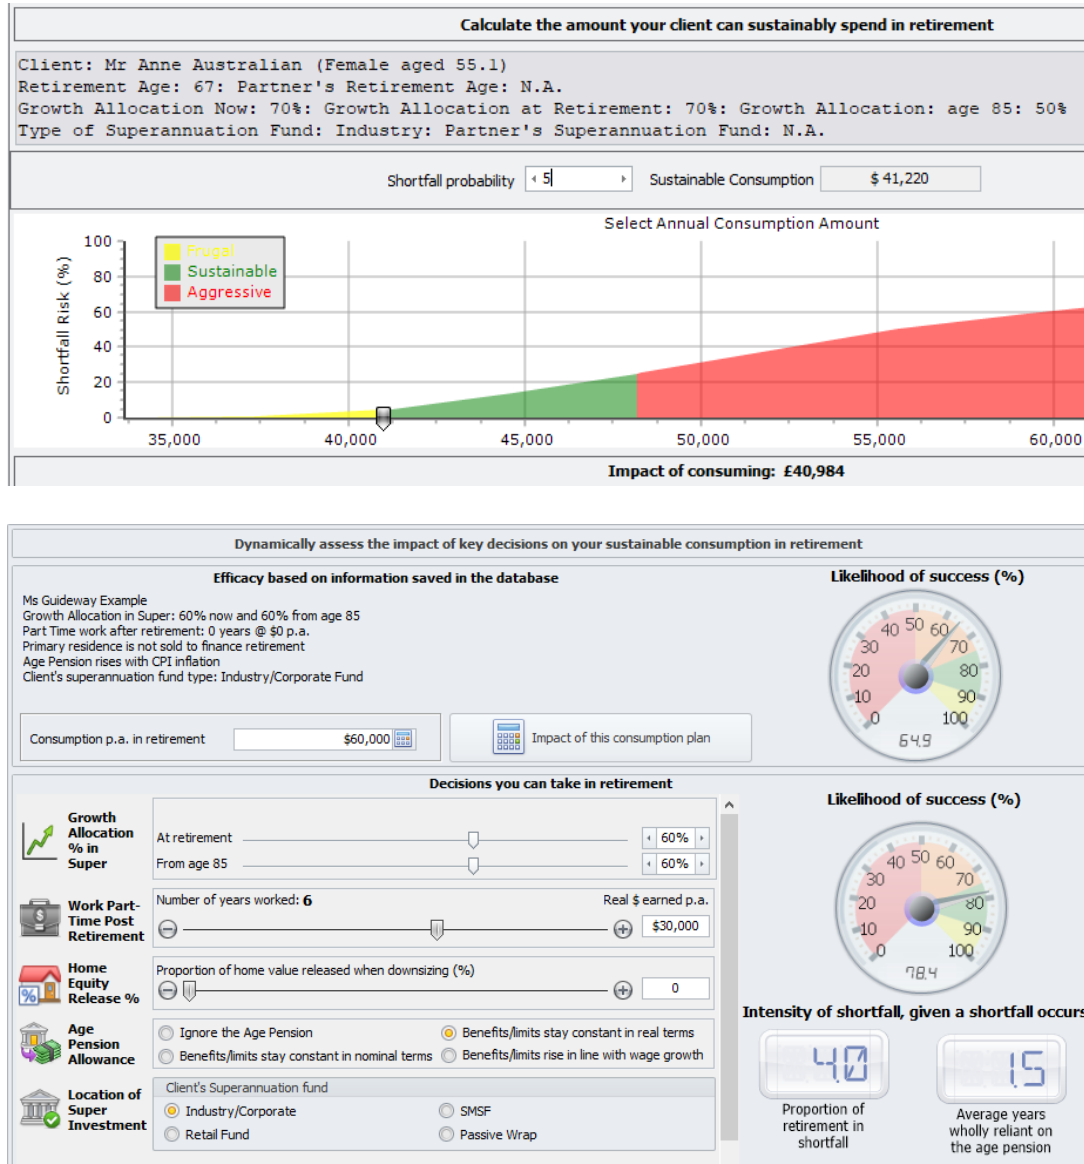 Calculate the amount your client can sustainably spend in retirement
Client: Mr Anne Australian (Female aged 55.1)
Retirement Age: 67: Partner's Retirement Age: N.A.
Growth Allocation Now: 70%: Growth Allocation at Retirement: 70%: Growth Allocation: age 85: 50%
Type of Superannuation Fund: Industry: Partner's Superannuation Fund: N.A.
Shortfall probability 5 Sustainable Consumption $ 41,220
Select Annual Consumption Amount
Shortfall Risk (%)
100
80
60
40
20
0
Frugal
Sustainable
Aggressive
35,000 40,000 45,000 50,000 55,000 60,000
Impact of consuming: £40,984
Dynamically assess the impact of key decisions on your sustainable consumption in retirement
Efficacy based on information saved in the database
Ms Guideway Example
Growth Allocation in Super: 60% now and 60% from age 85
Part Time work after retirement: 0 years @ $0 p.a.
Primary residence is not sold to finance retirement
Age Pension rises with CPI inflation
Client's superannuation fund type: Industry/Corporate Fund
Consumption p.a. in retirement $60,000
Impact of this consumption plan
Likelihood of success (%)
0 10 20 30 40 50 60 70 80 90 100
64.9
Decisions you can take in retirement
Growth Allocation % in Super
At retirement 60%
From age 85 60%
Work Part-Time Post Retirement
Number of years worked: 6 Real $ earned p.a.
$30,000
Home Equity Release %
Proportion of home value released when downsizing (%)
0
Age Pension Allowance
Ignore the Age Pension Benefits/limits stay constant in real terms
Benefits/limits stay constant in nominal terms Benefits/limits rise in line with wage growth
Location of Super Investment
Client's Superannuation fund
Industry/Corporate SMSF
Retail Fund Passive Wrap
Likelihood of success (%)
0 10 20 30 40 50 60 70 80 90 100
78.4
Intensity of shortfall, given a shortfall occurs
4.0 1.5
Proportion of retirement in shortfall
Average years wholly reliant on the age pension